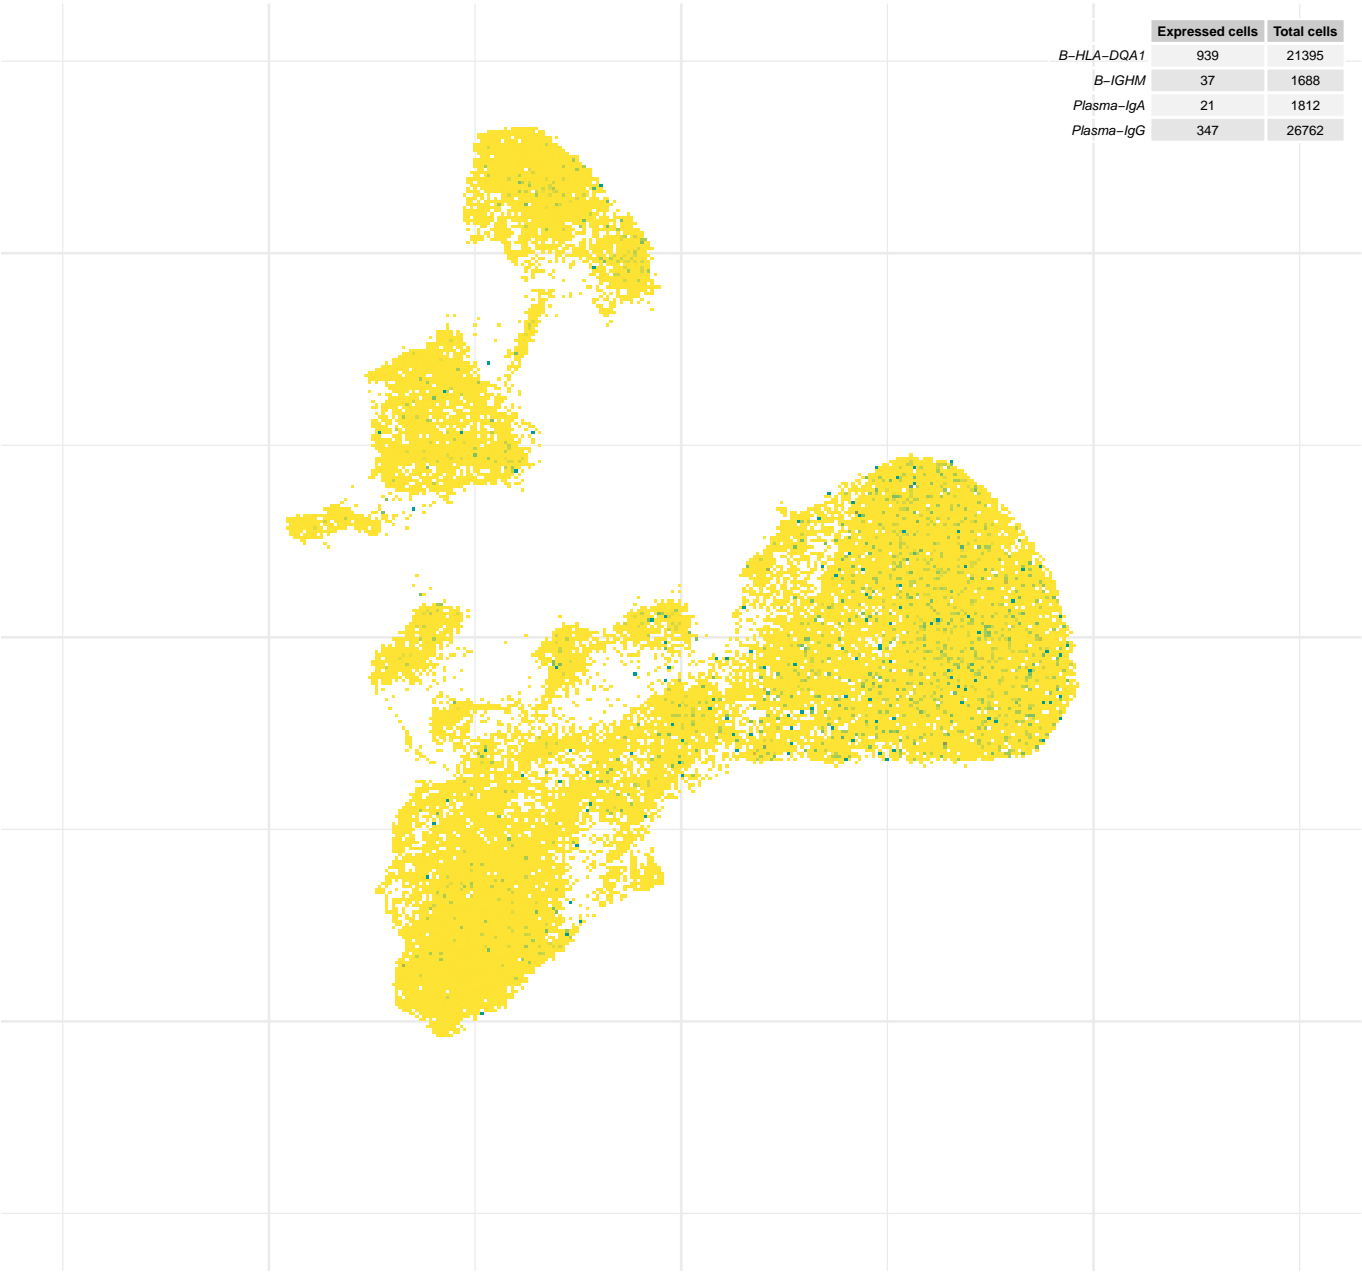 Expressed cells Total cells
B−HLA−DQA1 939 21395
B−IGHM 37 1688
Plasma−IgA 21 1812
Plasma−IgG 347 26762